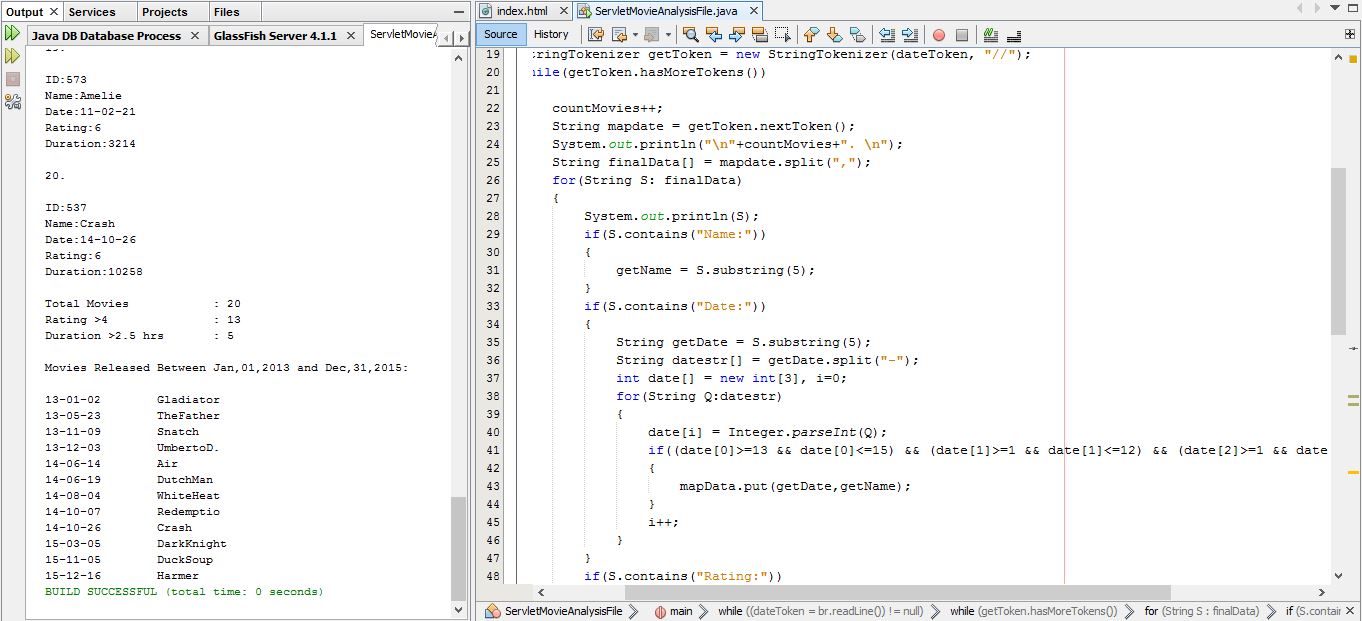 Output
Services
Projects
Files
Java DB Database Process
GlassFish Server 4.1.1
ServletMovieA
ID:573
Name:Amelie
Date:11-02-21
Rating:6
Duration:3214
20.
ID:537
Name:Crash
Date:14-10-26
Rating:6
Duration:10258
Total Movies : 20
Rating >4 : 13
Duration >2.5 hrs : 5
Movies Released Between Jan,01,2013 and Dec,31,2015:
13-01-02 Gladiator
13-05-23 TheFather
13-11-09 Snatch
13-12-03 UmbertoD.
14-06-14 Air
14-06-19 DutchMan
14-08-04 WhiteHeat
14-10-07 Redemptio
14-10-26 Crash
15-03-05 DarkKnight
15-11-05 DuckSoup
15-12-16 Harmer
BUILD SUCCESSFUL (total time: 0 seconds)
index.html
ServletMovieAnalysisFile.java
Source
History
19 :ringTokenizer getToken = new StringTokenizer(dateToken, "//");
20 ile(getToken.hasMoreTokens())
21
22 countMovies++;
23 String mapdate = getToken.nextToken();
24 System.out.println("\n"+countMovies+". \n");
25 String finalData[] = mapdate.split(",");
26 for(String S: finalData)
27 {
28 System.out.println(S);
29 if(S.contains("Name:"))
30 {
31 getName = S.substring(5);
32 }
33 if(S.contains("Date:"))
34 {
35 String getDate = S.substring(5);
36 String datestr[] = getDate.split("-");
37 int date[] = new int[3], i=0;
38 for(String Q:datestr)
39 {
40 date[i] = Integer.parseInt(Q);
41 if((date[0]>=13 && date[0]<=15) && (date[1]>=1 && date[1]<=12) && (date[2]>=1 && date
42 {
43 mapData.put(getDate,getName);
44 }
45 i++;
46 }
47 }
48 if(S.contains("Rating:"))
ServletMovieAnalysisFile
main
while ((dateToken = br.readLine()) != null)
while (getToken.hasMoreTokens())
for (String S : finalData)
if (S.contain